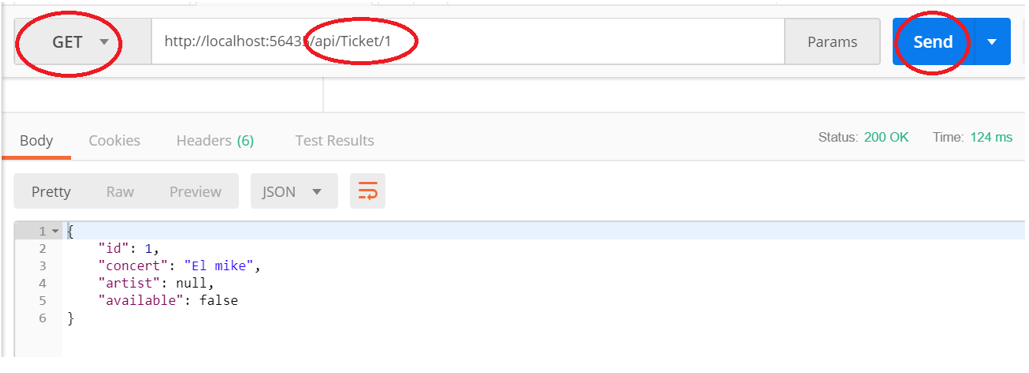 GET http://localhost:56435/api/Ticket/1 Params Send
Body Cookies Headers (6) Test Results Status: 200 OK Time: 124 ms
Pretty Raw Preview JSON
1 {
2 "id": 1,
3 "concert": "El mike",
4 "artist": null,
5 "available": false
6 }